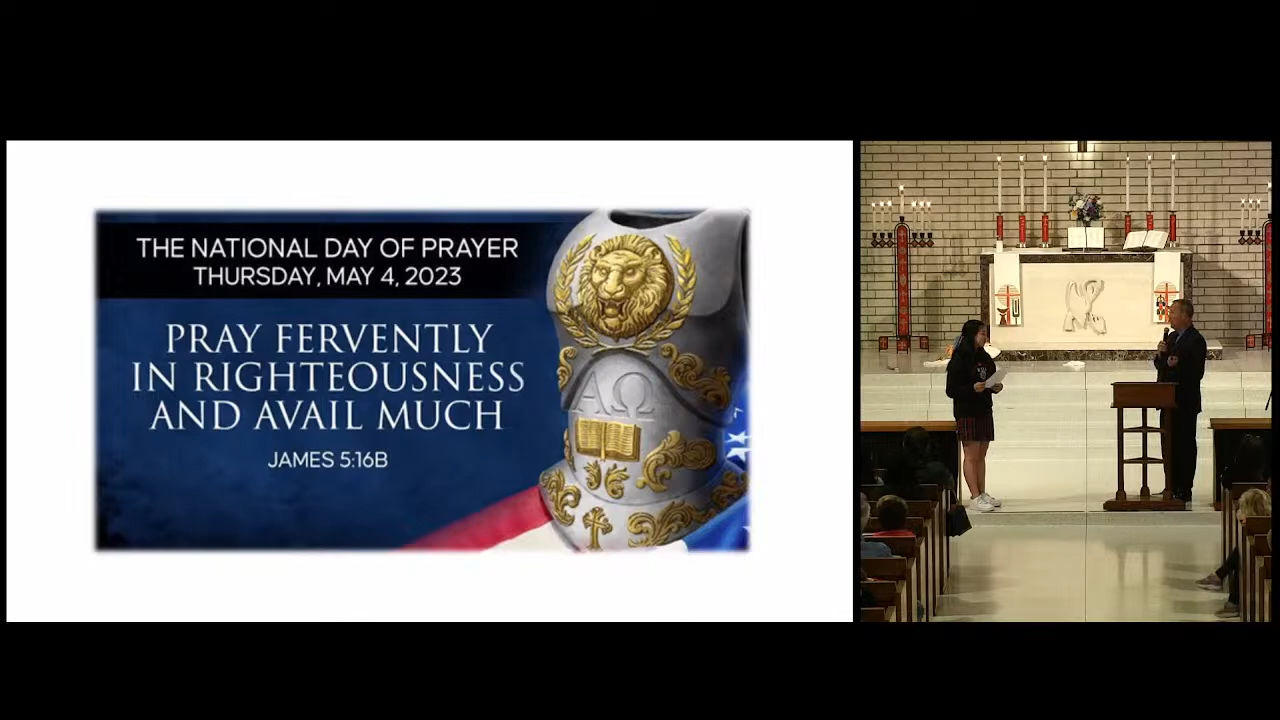 THE NATIONAL DAY OF PRAYER
THURSDAY, MAY 4, 2023
PRAY FERVENTLY
IN RIGHTEOUSNESS
AND AVAIL MUCH
JAMES 5:16B
ΑΩ